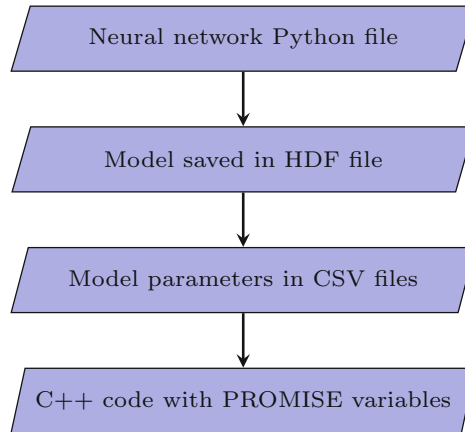 Neural network Python file
Model saved in HDF file
Model parameters in CSV files
C++ code with PROMISE variables